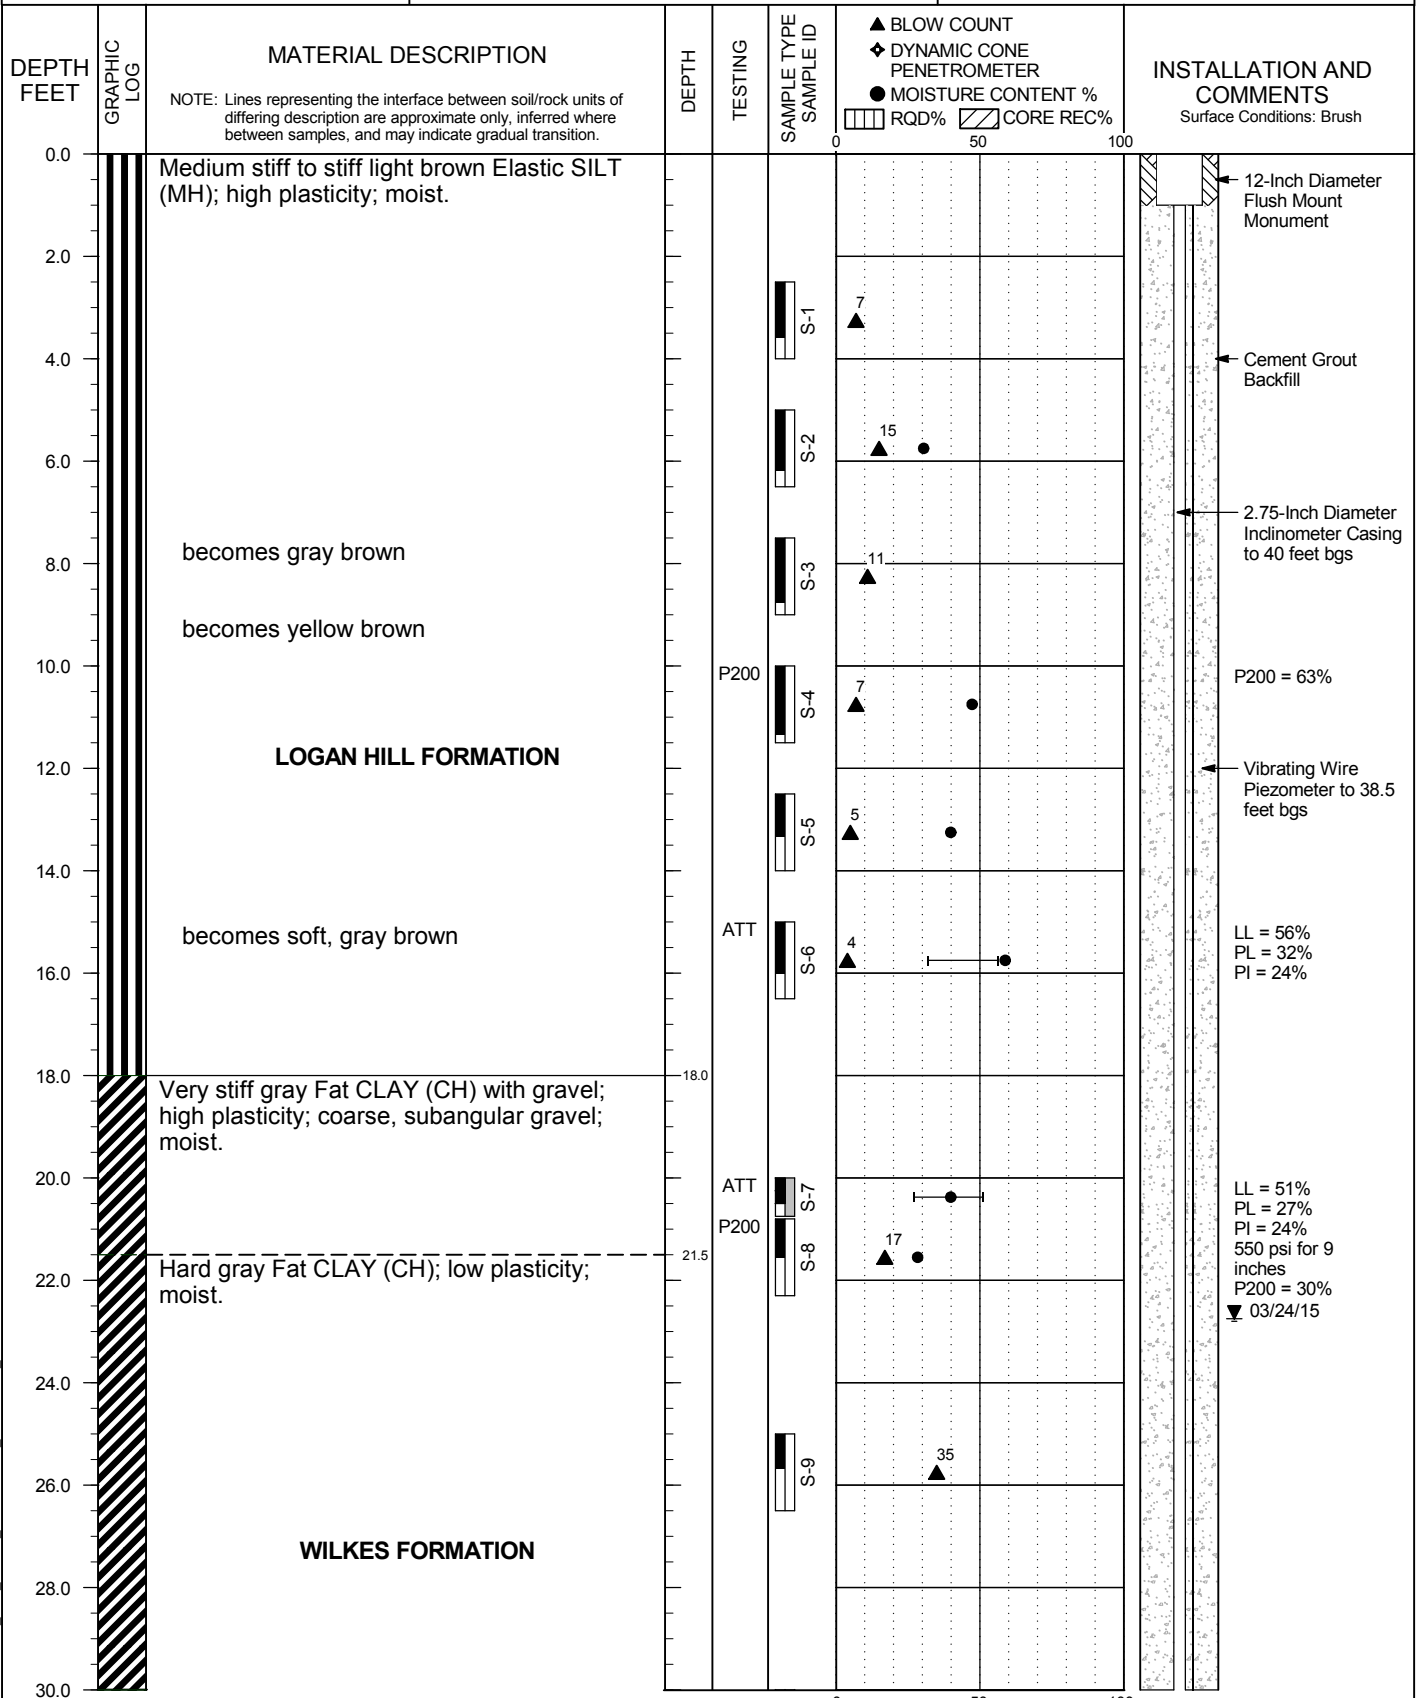 DEPTH
FEET
GRAPHIC
LOG
MATERIAL DESCRIPTION
NOTE: Lines representing the interface between soil/rock units of
differing description are approximate only, inferred where
between samples, and may indicate gradual transition.
DEPTH
TESTING
SAMPLE TYPE
SAMPLE ID
BLOW COUNT
DYNAMIC CONE
PENETROMETER
MOISTURE CONTENT %
RQD% CORE REC%
0 50 100
INSTALLATION AND
COMMENTS
Surface Conditions: Brush
0.0
Medium stiff to stiff light brown Elastic SILT
(MH); high plasticity; moist.
12-Inch Diameter
Flush Mount
Monument
2.0
S-1
7
4.0
Cement Grout
Backfill
S-2
15
6.0
2.75-Inch Diameter
Inclinometer Casing
to 40 feet bgs
becomes gray brown
8.0
S-3
11
becomes yellow brown
10.0
P200
S-4
7
P200 = 63%
LOGAN HILL FORMATION
12.0
Vibrating Wire
Piezometer to 38.5
feet bgs
S-5
5
14.0
becomes soft, gray brown
ATT
S-6
4
LL = 56%
PL = 32%
PI = 24%
16.0
18.0
18.0
Very stiff gray Fat CLAY (CH) with gravel;
high plasticity; coarse, subangular gravel;
moist.
20.0
ATT
S-7
P200
S-8
17
LL = 51%
PL = 27%
PI = 24%
550 psi for 9
inches
P200 = 30%
03/24/15
21.5
Hard gray Fat CLAY (CH); low plasticity;
moist.
22.0
24.0
S-9
35
26.0
WILKES FORMATION
28.0
30.0
0 50 100